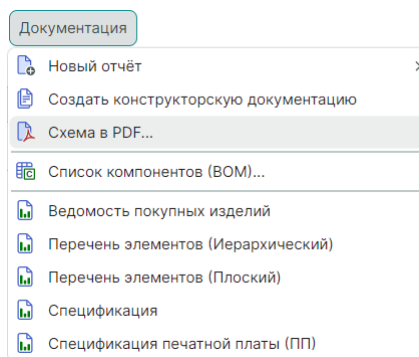 Документация
Новый отчёт
Создать конструкторскую документацию
Схема в PDF...
Список компонентов (BOM)...
Ведомость покупных изделий
Перечень элементов (Иерархический)
Перечень элементов (Плоский)
Спецификация
Спецификация печатной платы (ПП)